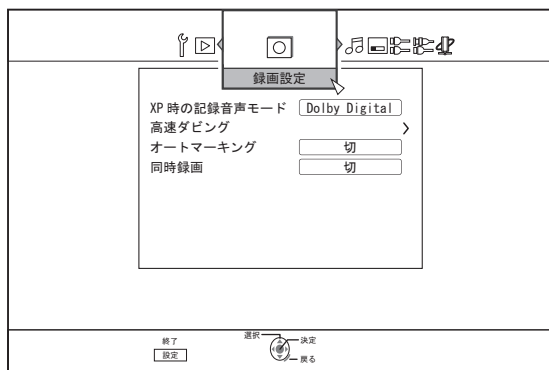 録画設定
XP 時の記録音声モード Dolby Digital
高速ダビング
オートマーキング 切
同時録画 切
終了
設定
選択
決定
戻る